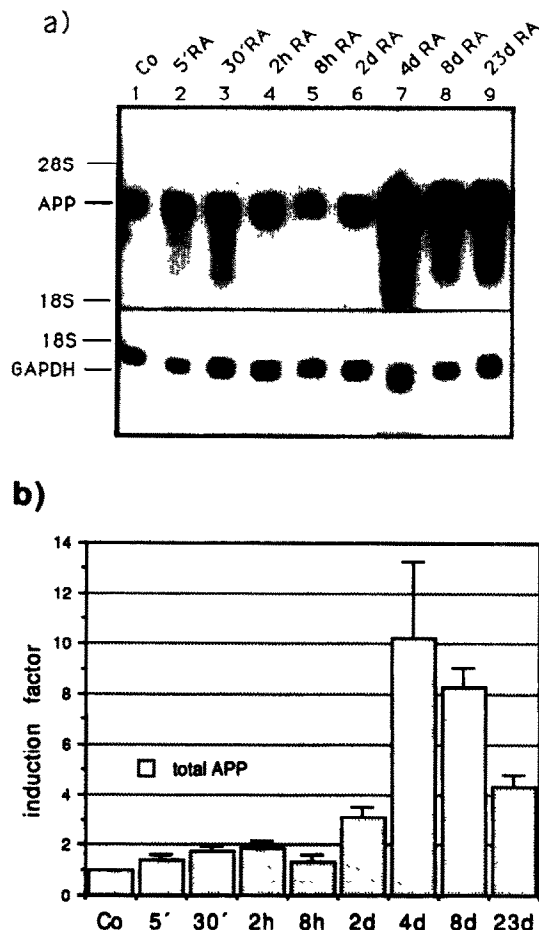 a)
Co 5´RA 30´RA 2h RA 8h RA 2d RA 4d RA 8d RA 23d RA
1 2 3 4 5 6 7 8 9
28S
APP
18S
18S
GAPDH
b)
14
12
10
8
6
4
2
0
induction factor
total APP
Co 5´ 30´ 2h 8h 2d 4d 8d 23d